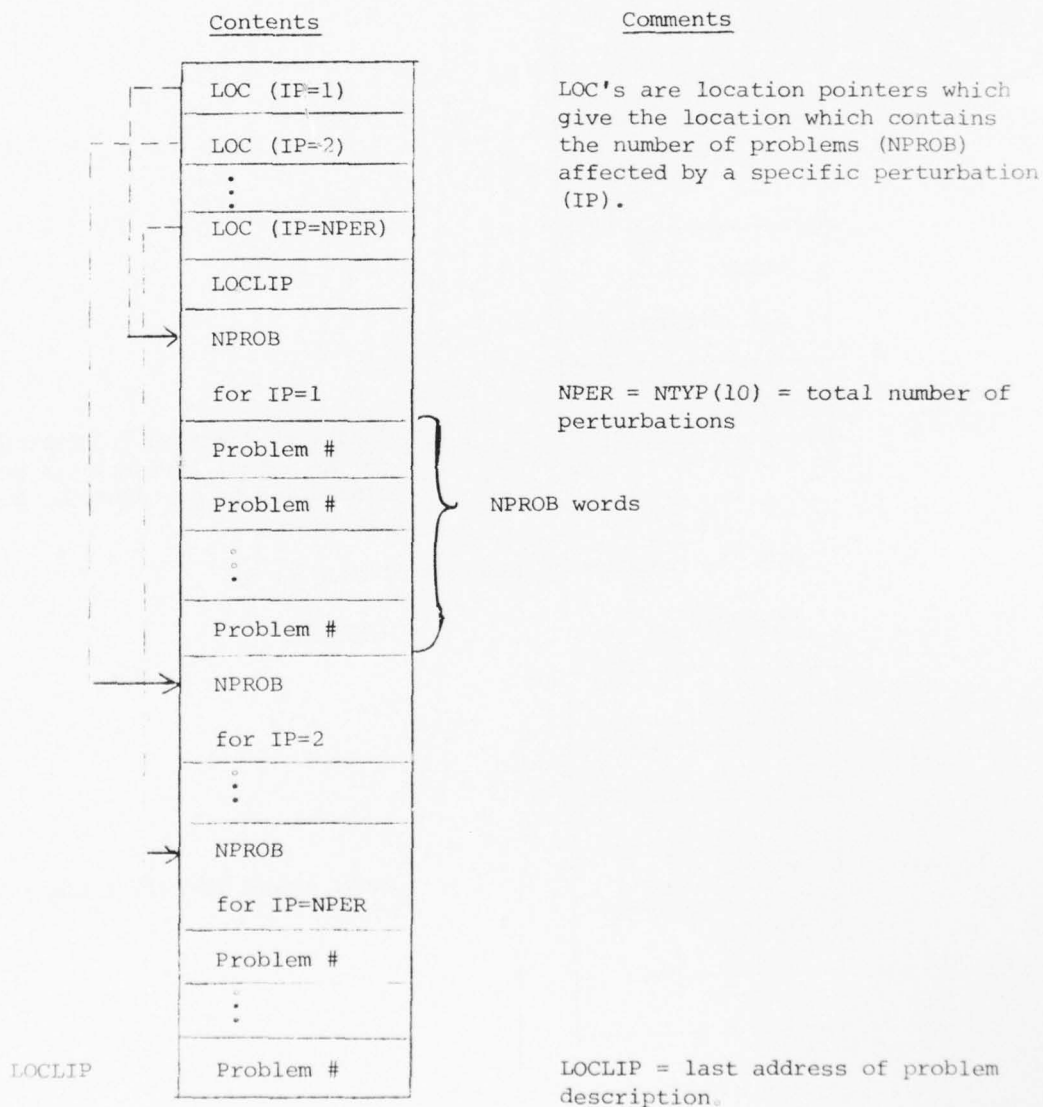 Contents
Comments
LOC (IP=1)
LOC's are location pointers which
give the location which contains
the number of problems (NPROB)
affected by a specific perturbation
(IP).
LOC (IP=2)
LOC (IP=NPER)
LOCLIP
NPROB
for IP=1
NPER = NTYP(10) = total number of
perturbations
Problem #
Problem #
NPROB words
Problem #
NPROB
for IP=2
NPROB
for IP=NPER
Problem #
LOCLIP
Problem #
LOCLIP = last address of problem
description.